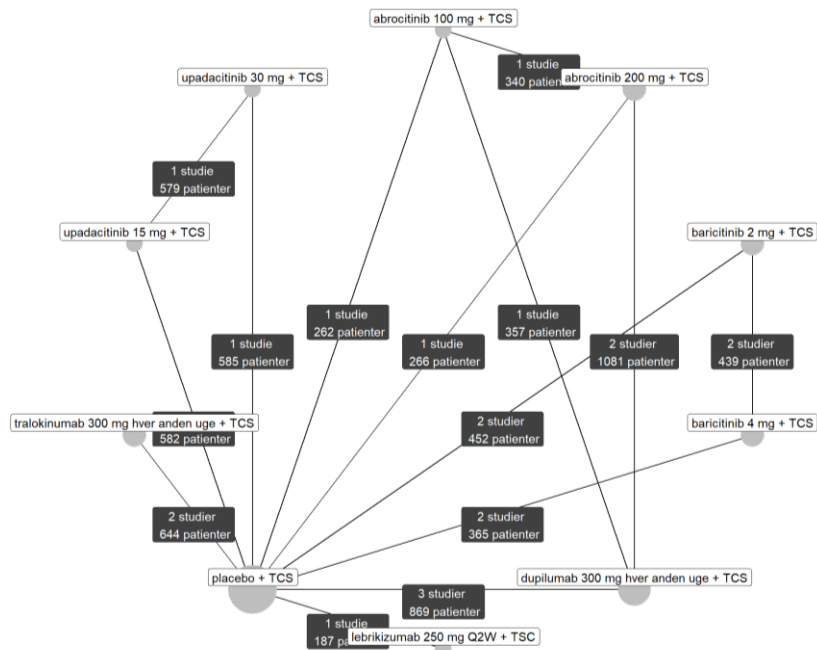 abrocitinib 100 mg + TCS
1 studie
340 patien
upadacitinib 30 mg + TCS
abrocitinib 200 mg + TCS
1 studie
579 patienter
upadacitinib 15 mg + TCS
baricitinib 2 mg + TCS
1 studie
585 patienter
1 studie
262 patienter
1 studie
266 patienter
1 studie
357 patienter
2 studier
1081 patienter
2 studier
439 patienter
tralokinumab 300 mg hver anden uge + TCS
582 patienter
2 studier
452 patienter
baricitinib 4 mg + TCS
2 studier
644 patienter
2 studier
365 patienter
placebo + TCS
dupilumab 300 mg hver anden uge + TCS
3 studier
869 patienter
1 studie
187 pa
lebrikizumab 250 mg Q2W + TSC